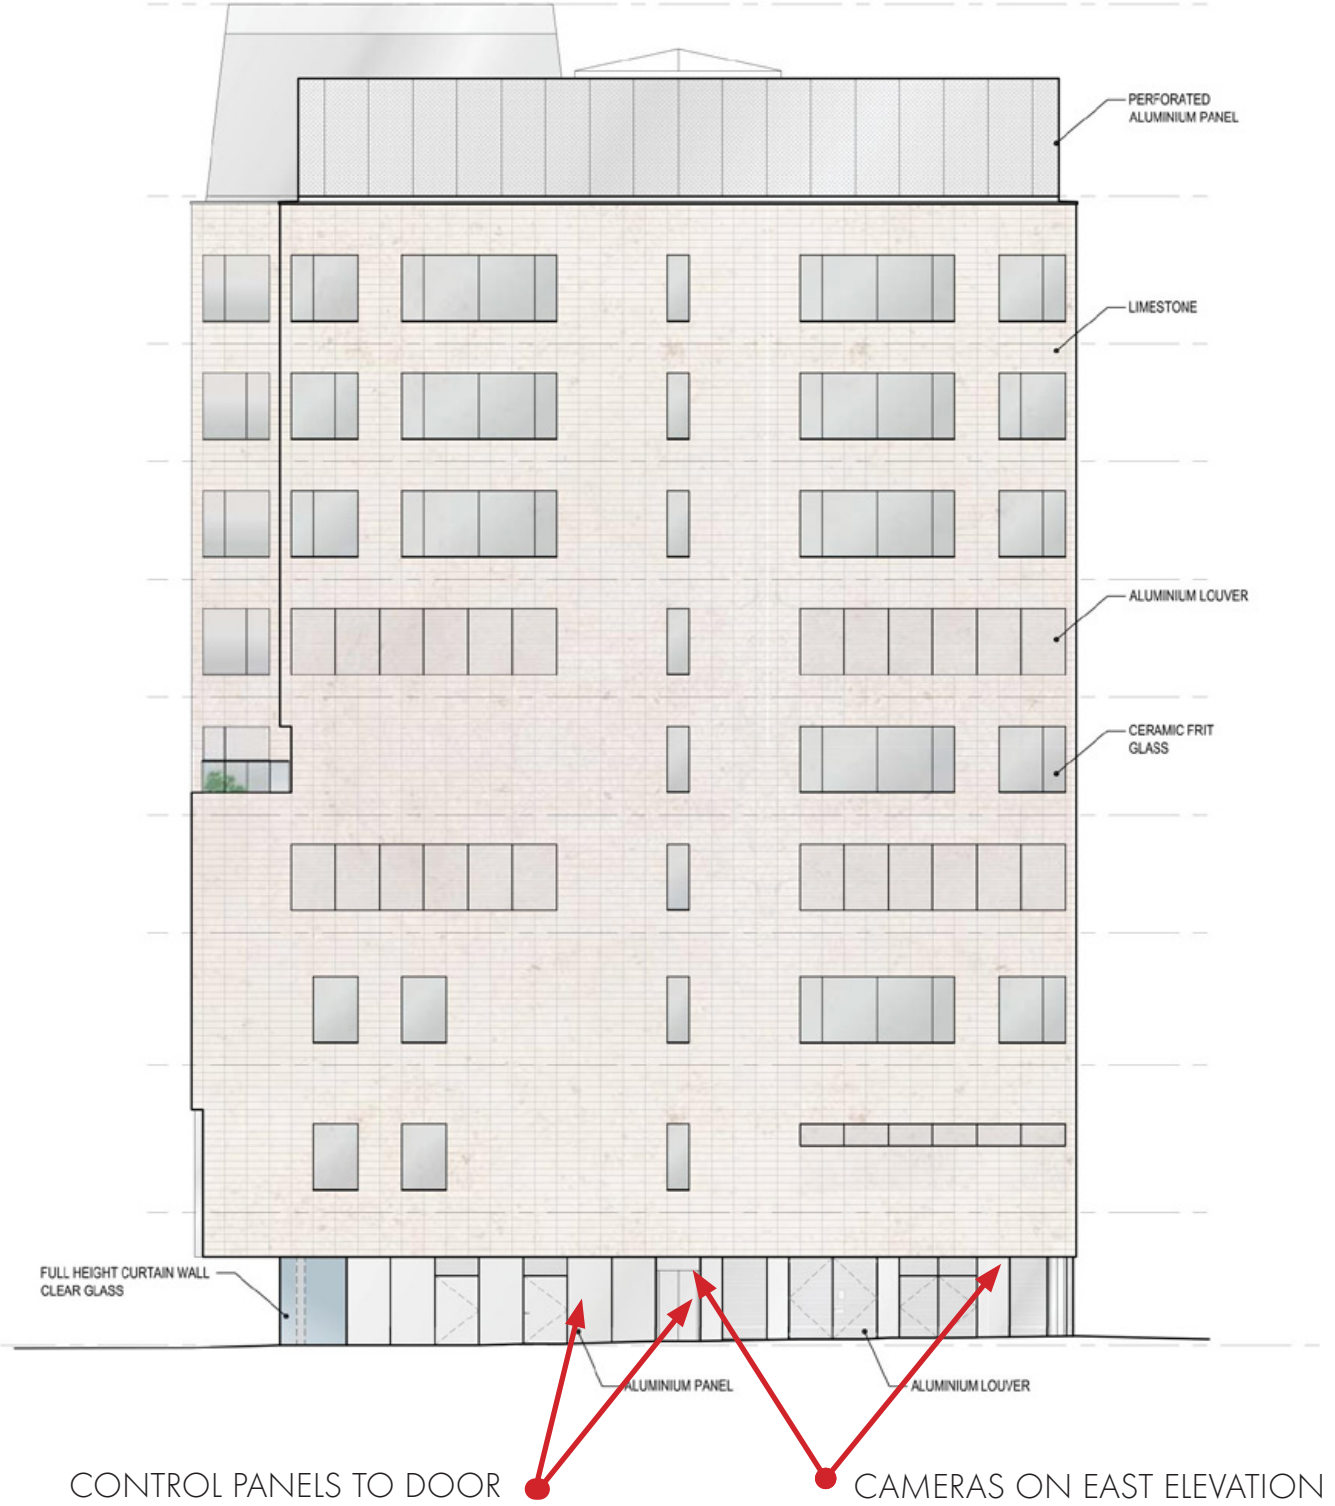 PERFORATED
ALUMINIUM PANEL
LIMESTONE
ALUMINIUM LOUVER
CERAMIC FRIT
GLASS
FULL HEIGHT CURTAIN WALL
CLEAR GLASS
ALUMINIUM PANEL
ALUMINIUM LOUVER
CONTROL PANELS TO DOOR
CAMERAS ON EAST ELEVATION